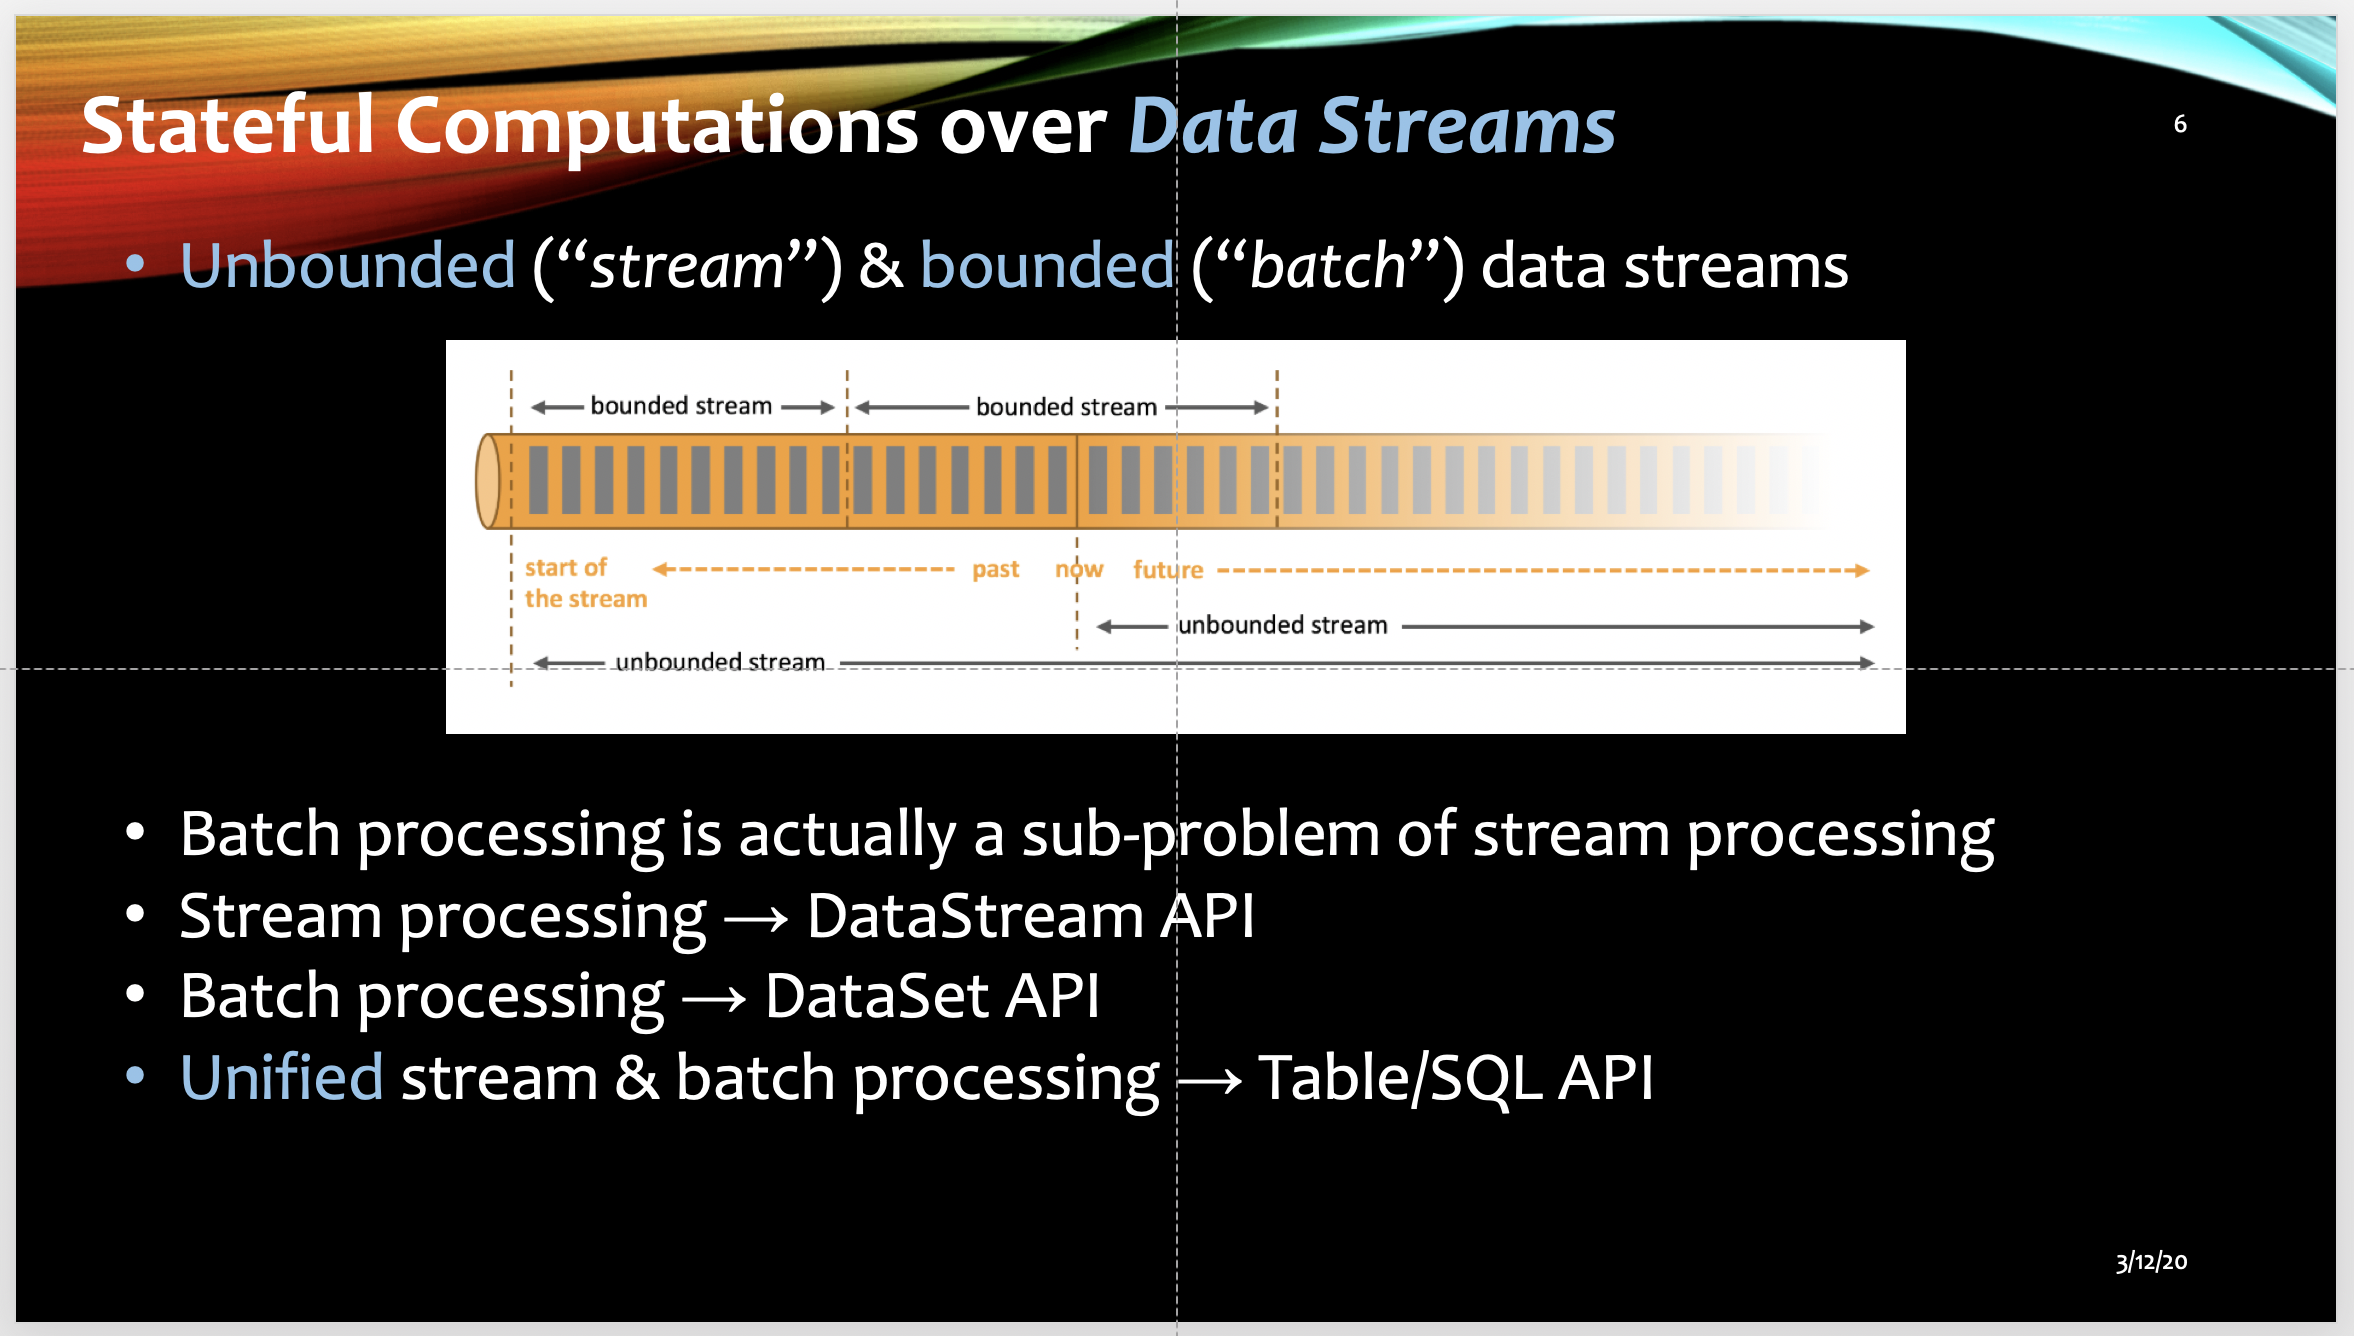 Stateful Computations over Data Streams
6
• Unbounded (“stream”) & bounded (“batch”) data streams
bounded stream
bounded stream
start of
the stream
past
now
future
unbounded stream
unbounded stream
• Batch processing is actually a sub-problem of stream processing
• Stream processing → DataStream API
• Batch processing → DataSet API
• Unified stream & batch processing → Table/SQL API
3/12/20